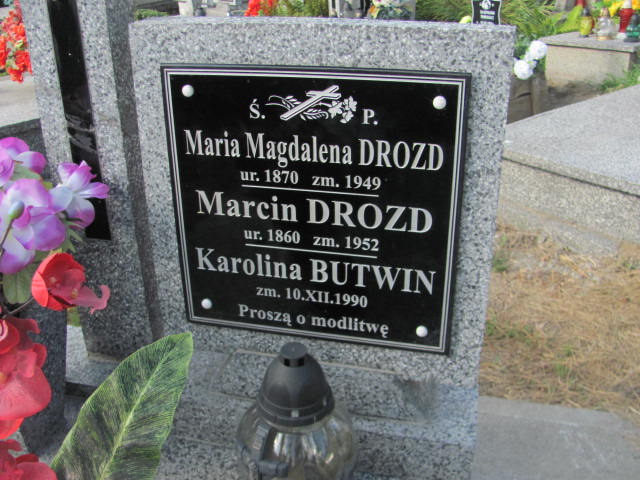 Ś. P.
Maria Magdalena DROZD
ur. 1870 zm. 1949
Marcin DROZD
ur. 1860 zm. 1952
Karolina BUTWIN
zm. 10.XII.1990
Proszą o modlitwę